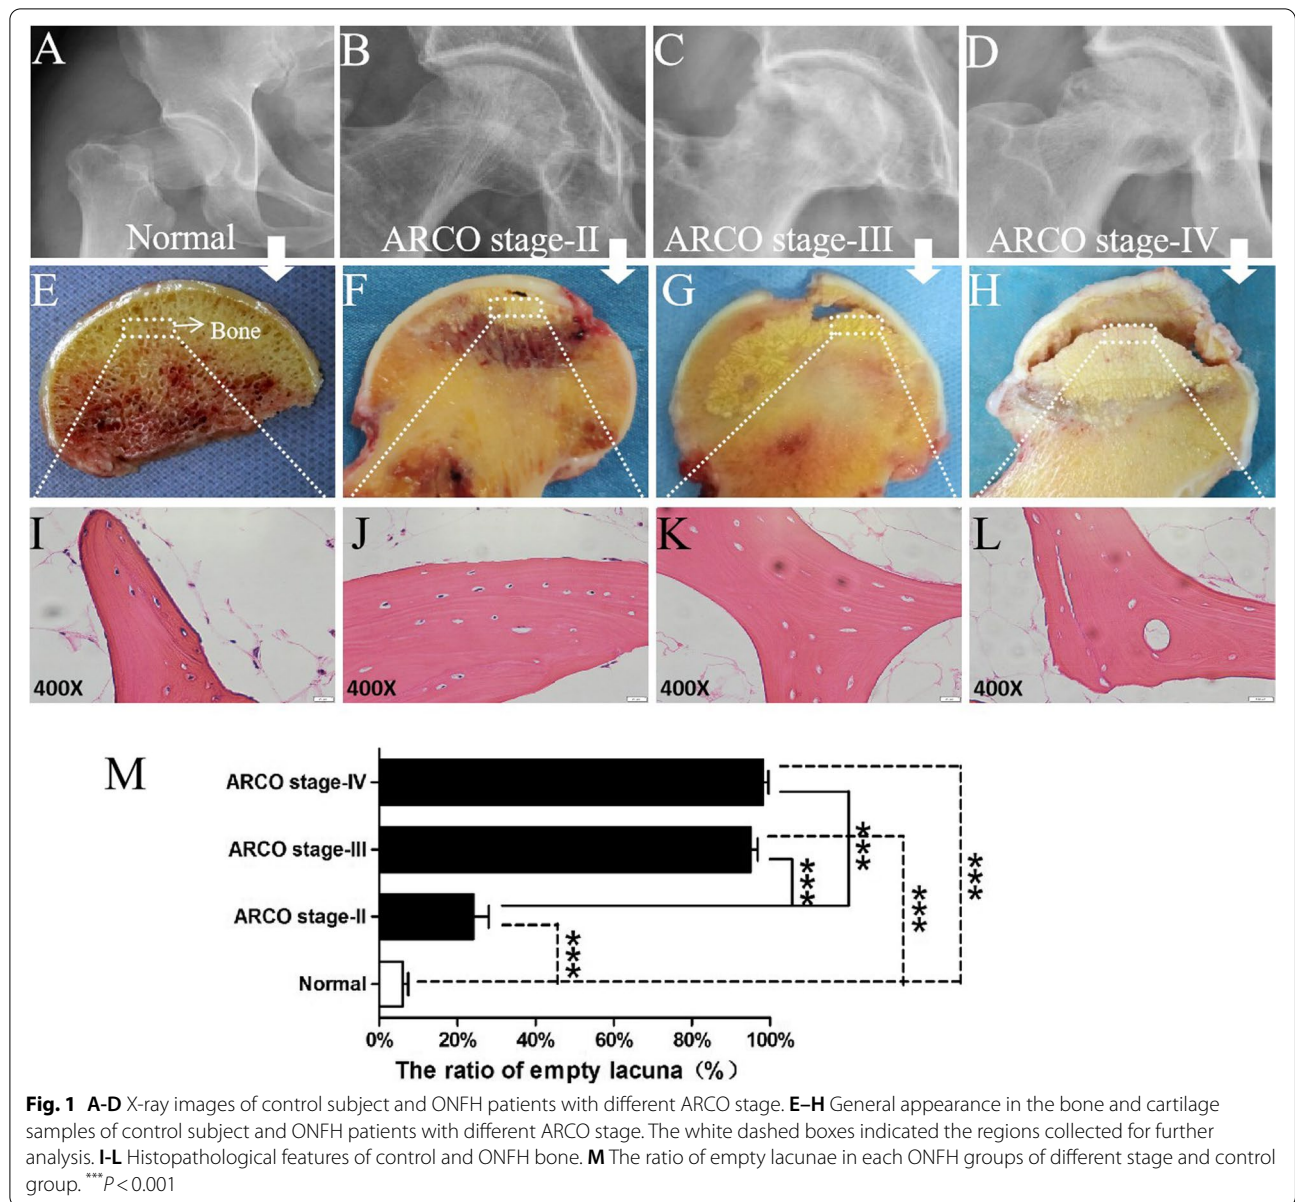 A
B
C
D
Normal
ARCO stage-II
ARCO stage-III
ARCO stage-IV
E
F
G
H
Bone
I
J
K
L
400X
400X
400X
400X
M
ARCO stage-IV
ARCO stage-III
ARCO stage-II
Normal
***
***
***
***
***
0%
20%
40%
60%
80%
100%
The ratio of empty lacuna (%)
Fig. 1 A-D X-ray images of control subject and ONFH patients with different ARCO stage. E–H General appearance in the bone and cartilage
samples of control subject and ONFH patients with different ARCO stage. The white dashed boxes indicated the regions collected for further
analysis. I-L Histopathological features of control and ONFH bone. M The ratio of empty lacunae in each ONFH groups of different stage and control
group. ***P < 0.001